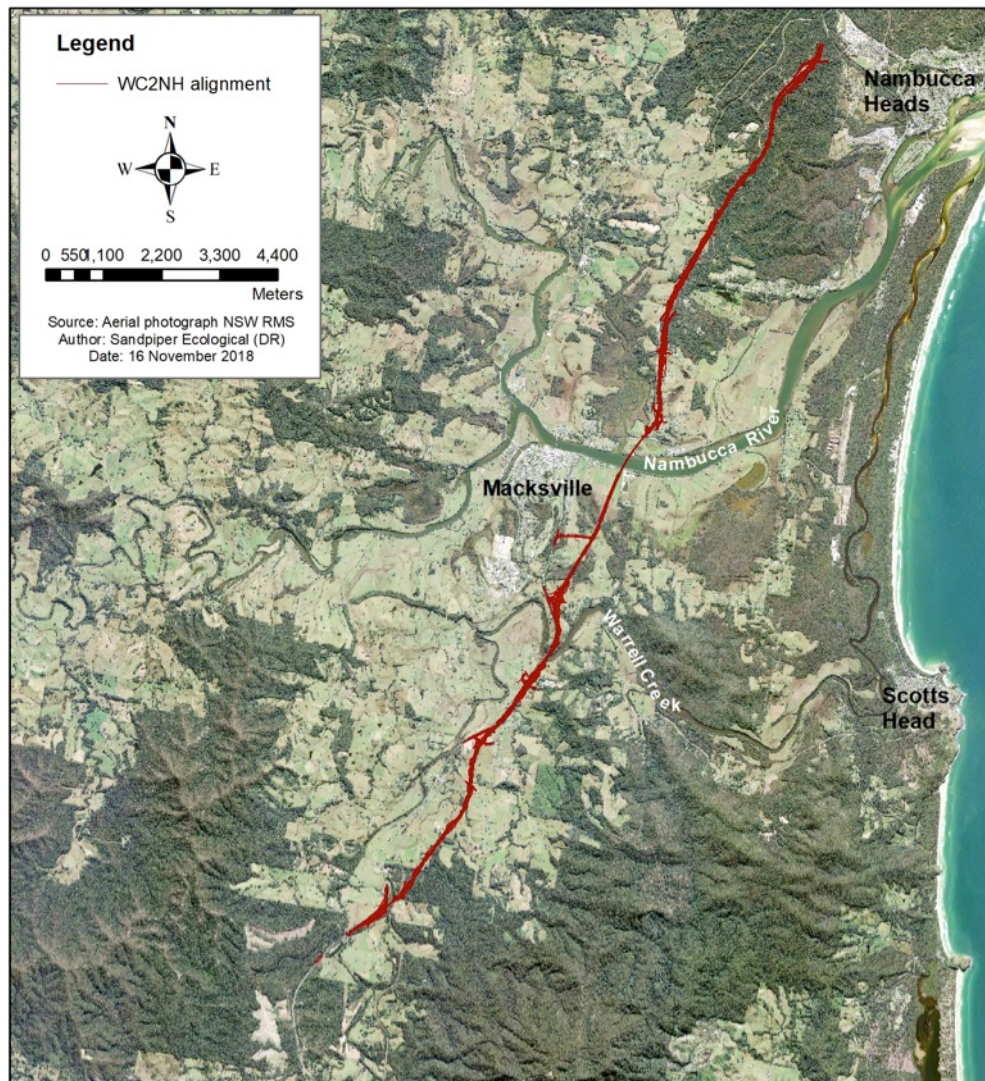 Legend
WC2NH alignment
N
W E
S
0 550 1,100 2,200 3,300 4,400
Meters
Source: Aerial photograph NSW RMS
Author: Sandpiper Ecological (DR)
Date: 16 November 2018
Nambucca
Heads
Nambucca River
Macksville
Warrell Creek
Scotts
Head